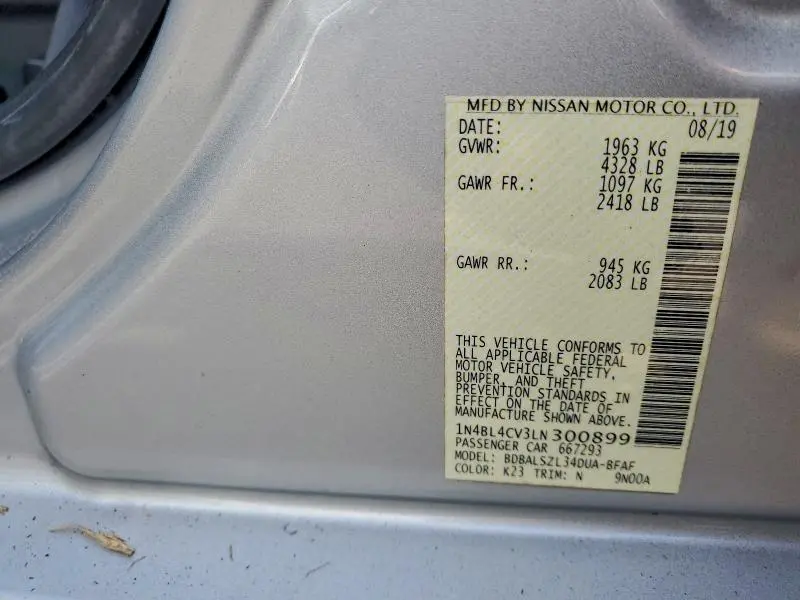 MFD BY NISSAN MOTOR CO., LTD.
DATE: 08/19
GVWR: 1963 KG
4328 LB
GAWR FR.: 1097 KG
2418 LB
GAWR RR.: 945 KG
2083 LB
THIS VEHICLE CONFORMS TO
ALL APPLICABLE FEDERAL
MOTOR VEHICLE SAFETY,
BUMPER, AND THEFT
PREVENTION STANDARDS IN
EFFECT ON THE DATE OF
MANUFACTURE SHOWN ABOVE.
1N4BL4CV3LN300899
PASSENGER CAR 667293
MODEL: BDBALSZL34DUA-BFAF
COLOR: K23 TRIM: N 9N00A